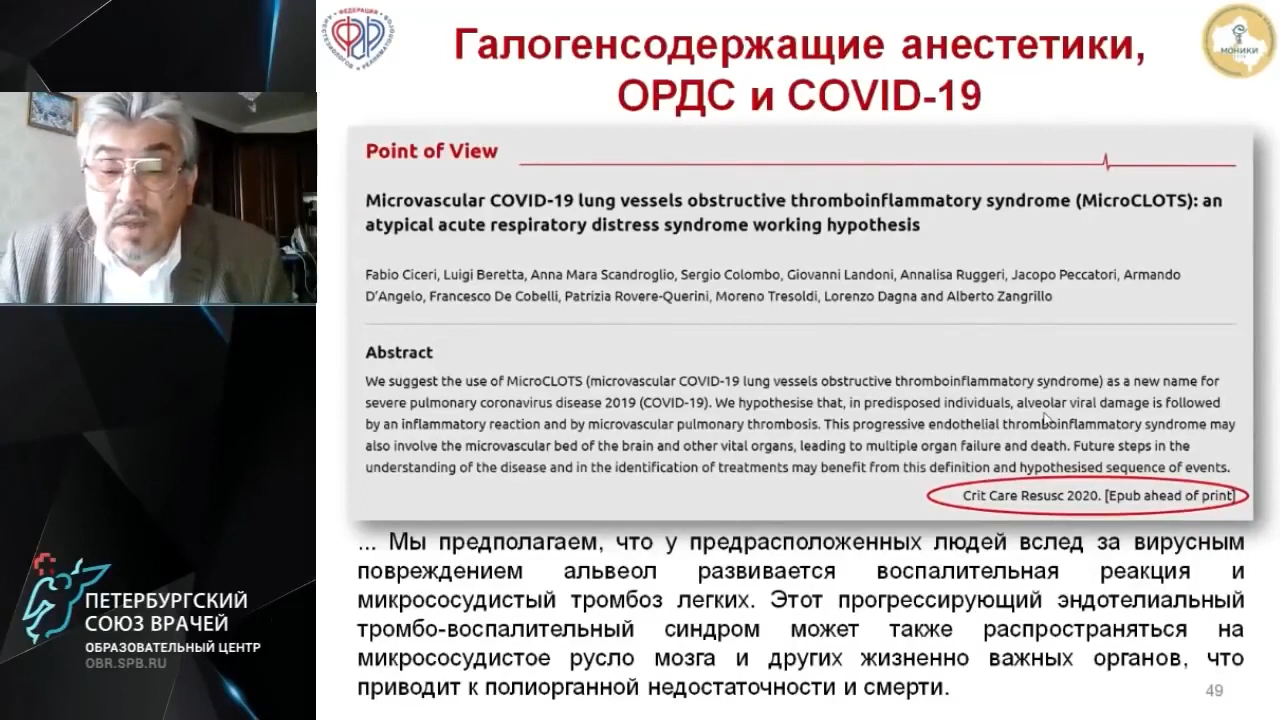 Галогенсодержащие анестетики,
ОРДС и COVID-19
МОНИКИ
Point of View
Microvascular COVID-19 lung vessels obstructive thromboinflammatory syndrome (MicroCLOTS): an
atypical acute respiratory distress syndrome working hypothesis
Fabio Ciceri, Luigi Beretta, Anna Mara Scandroglio, Sergio Colombo, Giovanni Landoni, Annalisa Ruggeri, Jacopo Peccatori, Armando
D’Angelo, Francesco De Cobelli, Patrizia Rovere-Querini, Moreno Tresoldi, Lorenzo Dagna and Alberto Zangrillo
Abstract
We suggest the use of MicroCLOTS (microvascular COVID-19 lung vessels obstructive thromboinflammatory syndrome) as a new name for
severe pulmonary coronavirus disease 2019 (COVID-19). We hypothesise that, in predisposed individuals, alveolar viral damage is followed
by an inflammatory reaction and by microvascular pulmonary thrombosis. This progressive endothelial thromboinflammatory syndrome may
also involve the microvascular bed of the brain and other vital organs, leading to multiple organ failure and death. Future steps in the
understanding of the disease and in the identification of treatments may benefit from this definition and hypothesised sequence of events.
Crit Care Resusc 2020. [Epub ahead of print]
... Мы предполагаем, что у предрасположенных людей вслед за вирусным
повреждением альвеол развивается воспалительная реакция и
микрососудистый тромбоз легких. Этот прогрессирующий эндотелиальный
тромбо-воспалительный синдром может также распространяться на
микрососудистое русло мозга и других жизненно важных органов, что
приводит к полиорганной недостаточности и смерти.
49
ПЕТЕРБУРГСКИЙ
СОЮЗ ВРАЧЕЙ
ОБРАЗОВАТЕЛЬНЫЙ ЦЕНТР
OBR.SPB.RU